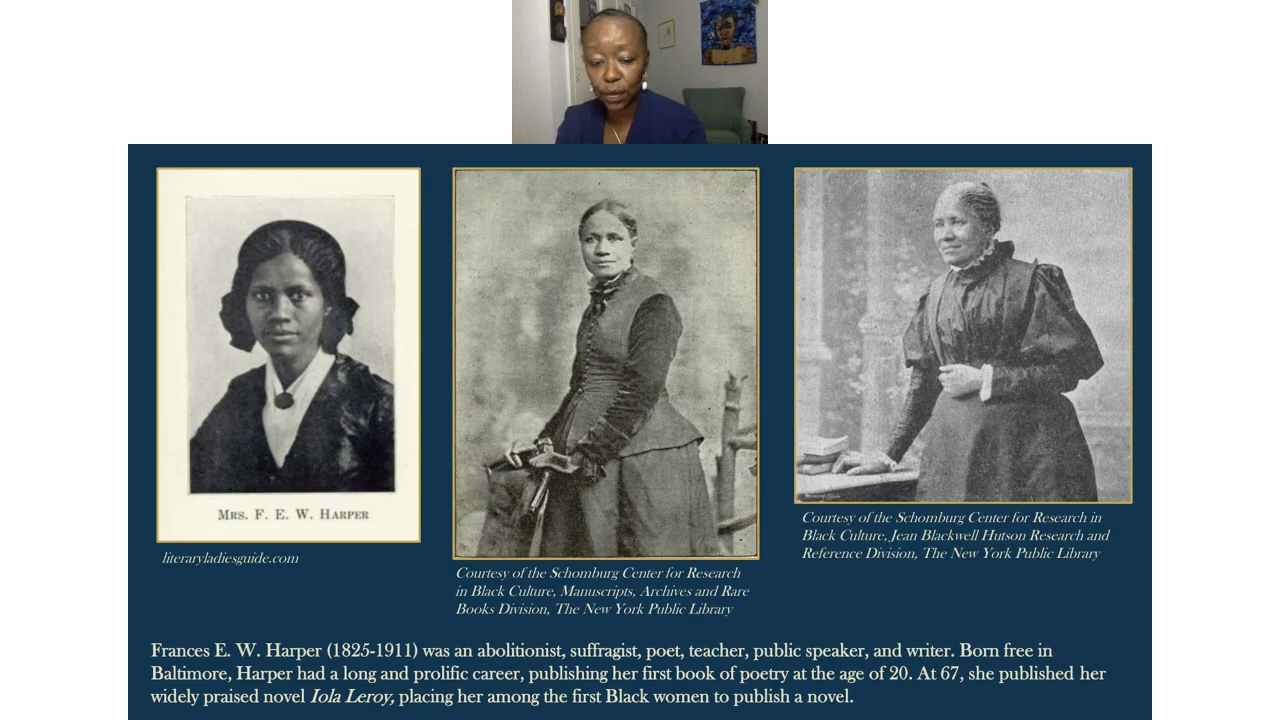 MRS. F. E. W. HARPER
literaryladiesguide.com
Courtesy of the Schomburg Center for Research
in Black Culture, Manuscripts, Archives and Rare
Books Division, The New York Public Library
Courtesy of the Schomburg Center for Research in
Black Culture, Jean Blackwell Hutson Research and
Reference Division, The New York Public Library
Frances E. W. Harper (1825-1911) was an abolitionist, suffragist, poet, teacher, public speaker, and writer. Born free in
Baltimore, Harper had a long and prolific career, publishing her first book of poetry at the age of 20. At 67, she published her
widely praised novel Iola Leroy, placing her among the first Black women to publish a novel.